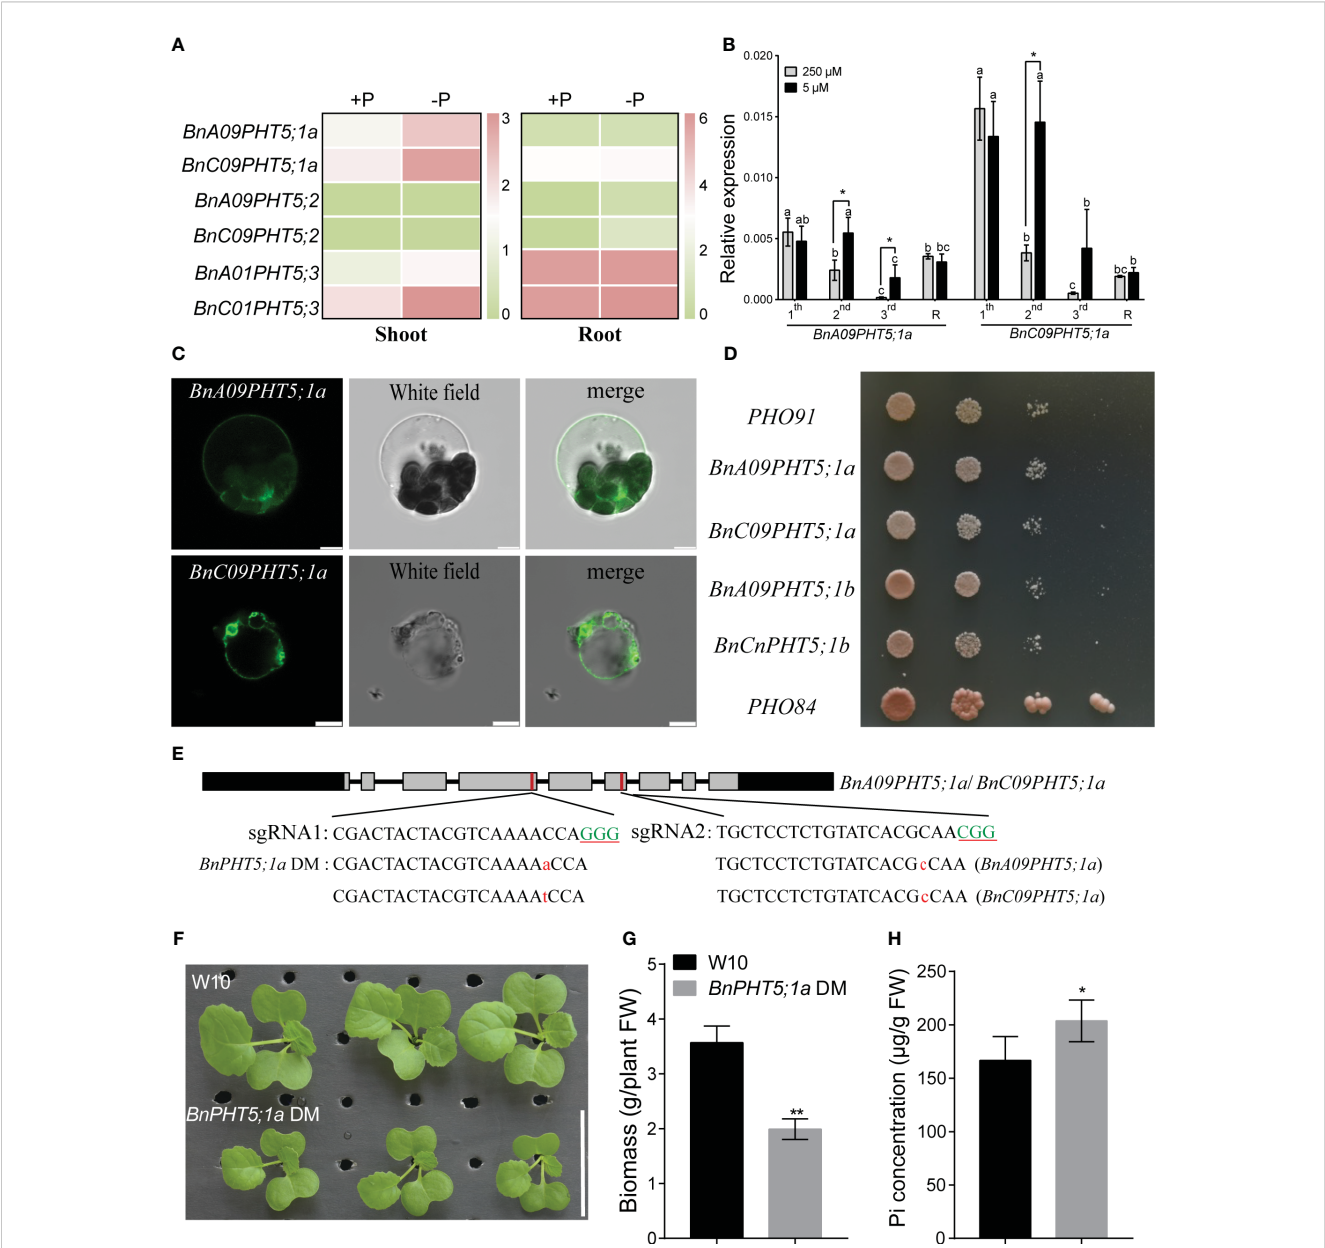 A
+P -P +P -P
BnA09PHT5;1a
BnC09PHT5;1a
BnA09PHT5;2
BnC09PHT5;2
BnA01PHT5;3
BnC01PHT5;3
3
2
1
0
6
4
2
0
Shoot Root
B
Relative expression
0.020
0.015
0.010
0.005
0.000
250 µM
5 µM
a ab b a * c c * b bc
a a b a * c b bc b
1th 2nd 3rd R 1th 2nd 3rd R
BnA09PHT5;1a BnC09PHT5;1a
C
BnA09PHT5;1a White field merge
BnC09PHT5;1a White field merge
D
PHO91
BnA09PHT5;1a
BnC09PHT5;1a
BnA09PHT5;1b
BnCnPHT5;1b
PHO84
E
BnA09PHT5;1a/ BnC09PHT5;1a
sgRNA1: CGACTACTACGTCAAAACCAGGG sgRNA2: TGCTCCTCTGTATCACGCAACGG
BnPHT5;1a DM : CGACTACTACGTCAAAAaCCA TGCTCCTCTGTATCACGcCAA (BnA09PHT5;1a)
CGACTACTACGTCAAAAtCCA TGCTCCTCTGTATCACGcCAA (BnC09PHT5;1a)
F
W10
BnPHT5;1a DM
G
Biomass (g/plant FW)
5
4
3
2
1
0
W10
BnPHT5;1a DM
**
H
Pi concentration (µg/g FW)
250
200
150
100
50
0
*